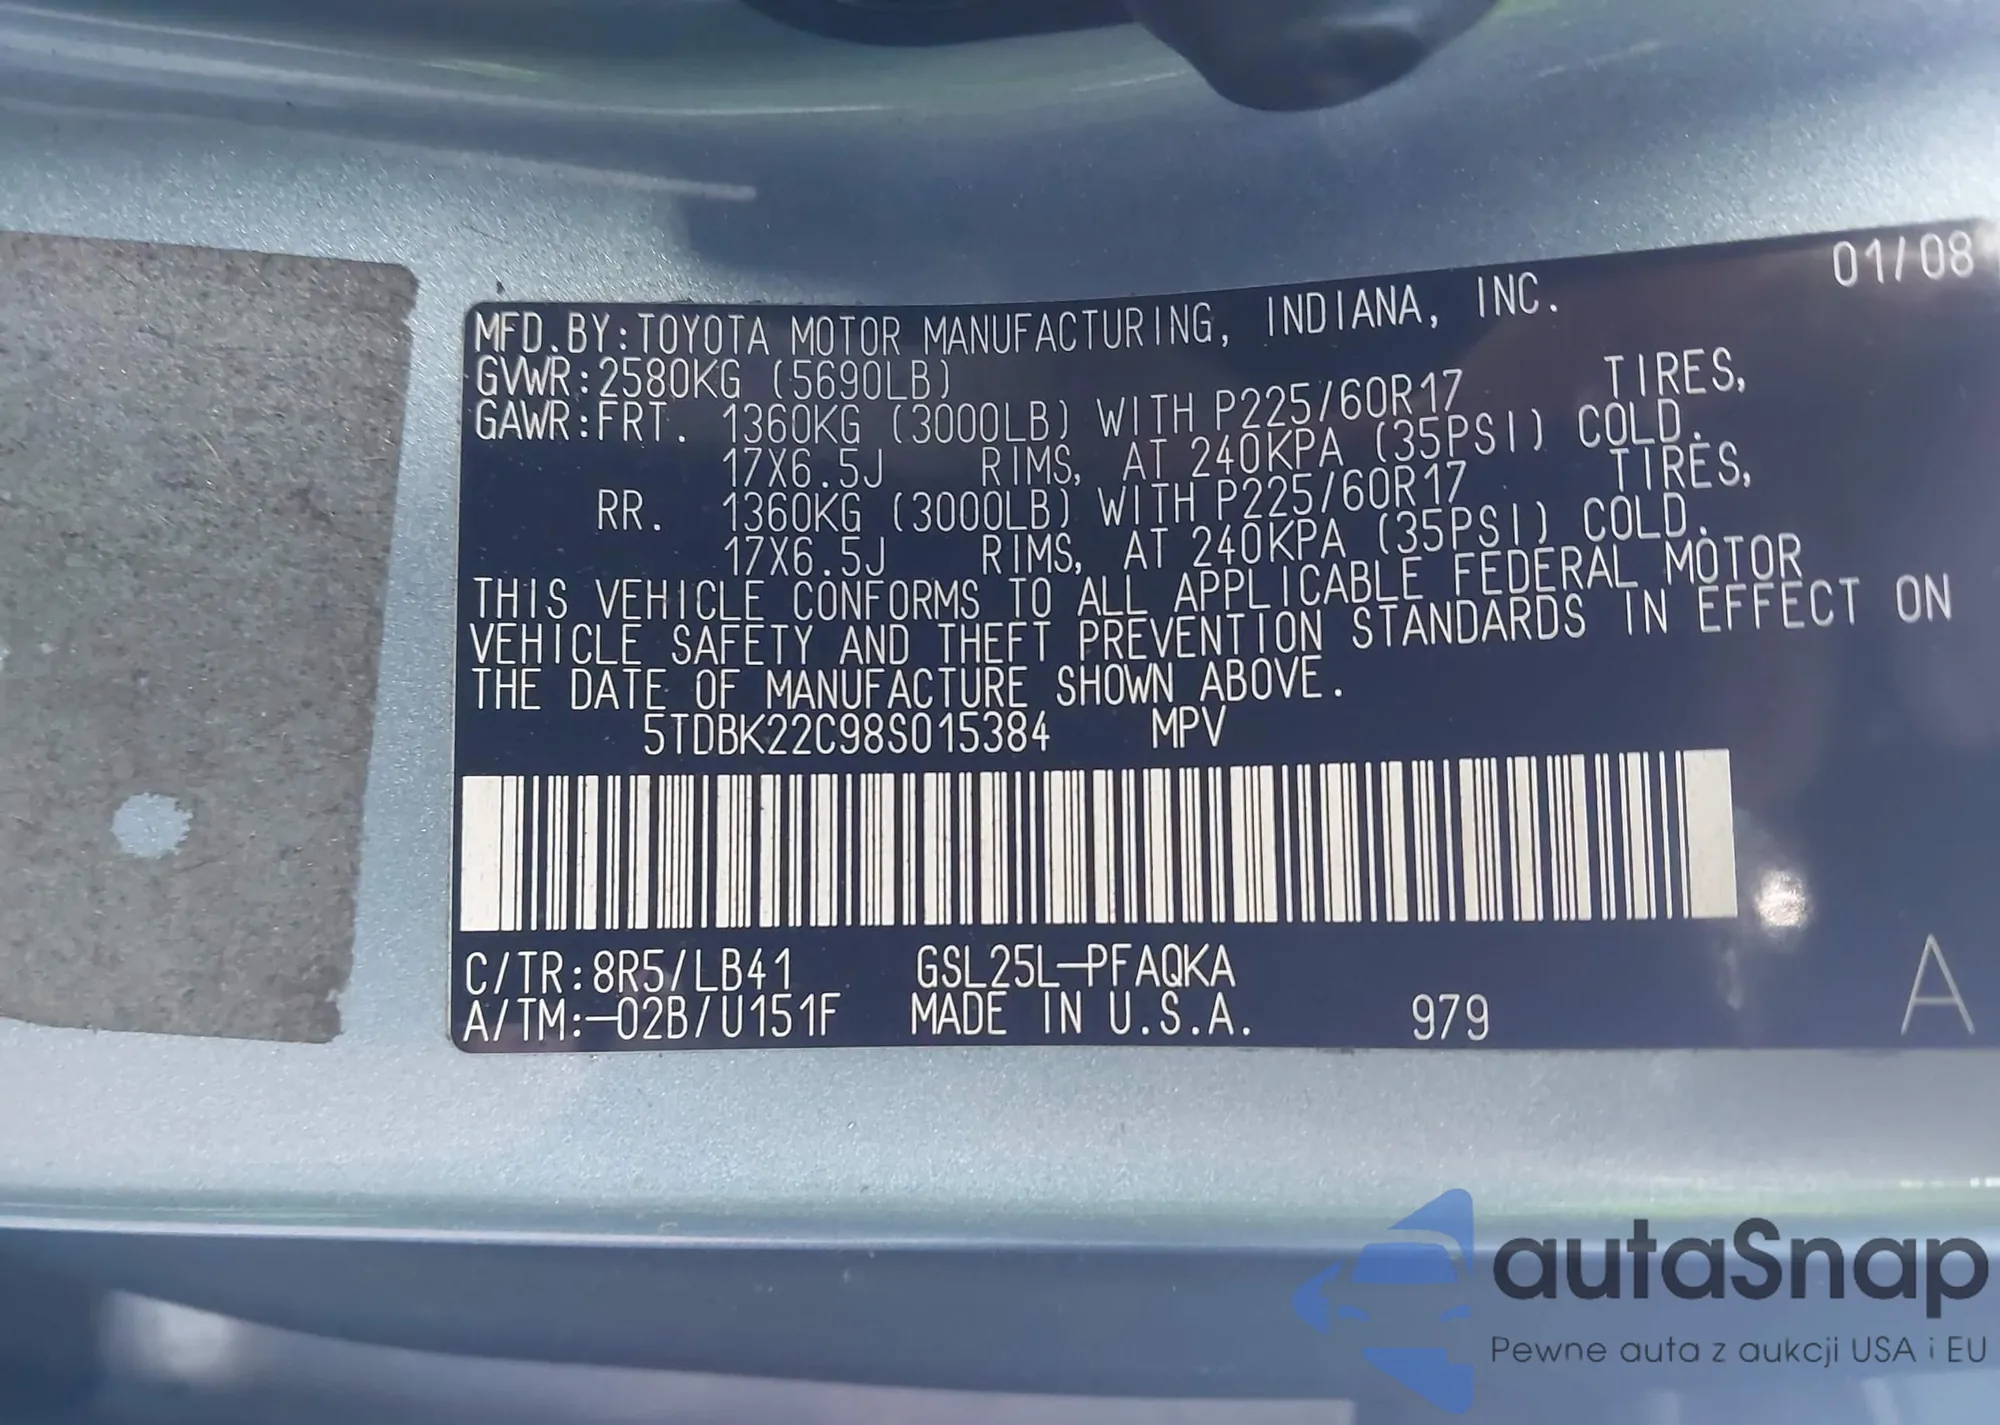 01/08
MFD.BY:TOYOTA MOTOR MANUFACTURING, INDIANA, INC.
GVWR:2580KG (5690LB)
GAWR:FRT. 1360KG (3000LB) WITH P225/60R17 TIRES,
17X6.5J RIMS, AT 240KPA (35PSI) COLD.
RR. 1360KG (3000LB) WITH P225/60R17 TIRES,
17X6.5J RIMS, AT 240KPA (35PSI) COLD.
THIS VEHICLE CONFORMS TO ALL APPLICABLE FEDERAL MOTOR
VEHICLE SAFETY AND THEFT PREVENTION STANDARDS IN EFFECT ON
THE DATE OF MANUFACTURE SHOWN ABOVE.
5TDBK22C98S015384 MPV
C/TR:8R5/LB41 GSL25L-PFAQKA
A/TM:-02B/U151F MADE IN U.S.A. 979 A
autaSnap
Pewne auta z aukcji USA i EU